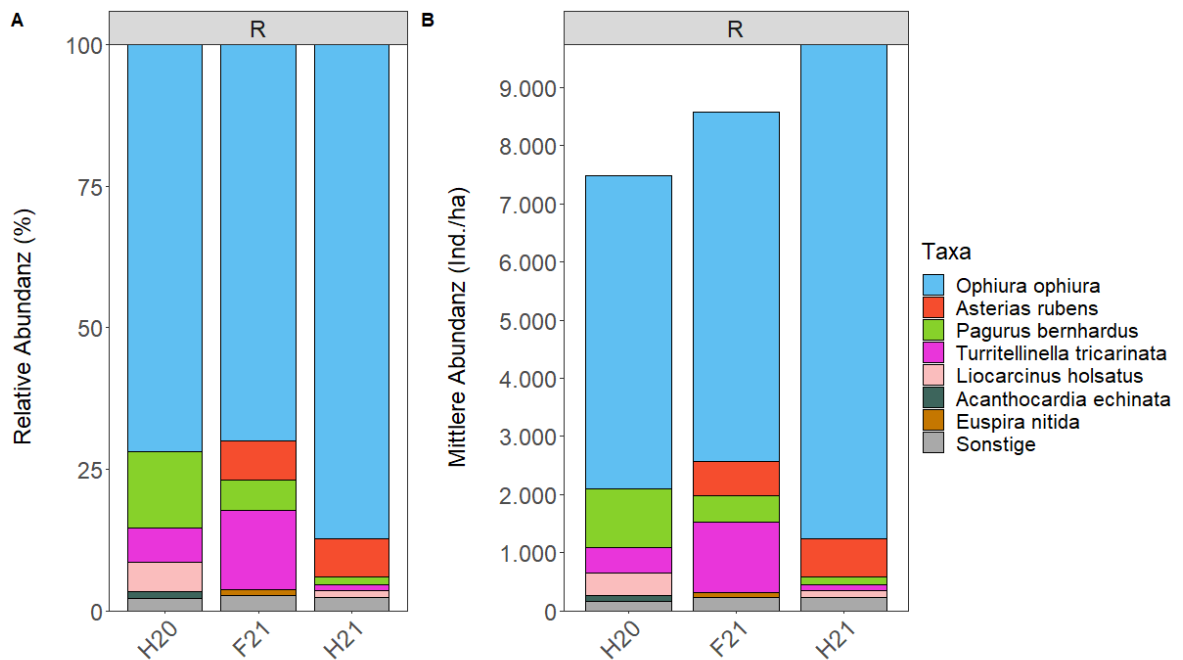 A
R
Relative Abundanz (%)
100
75
50
25
0
H20
F21
H21
B
R
Mittlere Abundanz (Ind./ha)
9.000
8.000
7.000
6.000
5.000
4.000
3.000
2.000
1.000
0
H20
F21
H21
Taxa
Ophiura ophiura
Asterias rubens
Pagurus bernhardus
Turritellinella tricarinata
Liocarcinus holsatus
Acanthocardia echinata
Euspira nitida
Sonstige